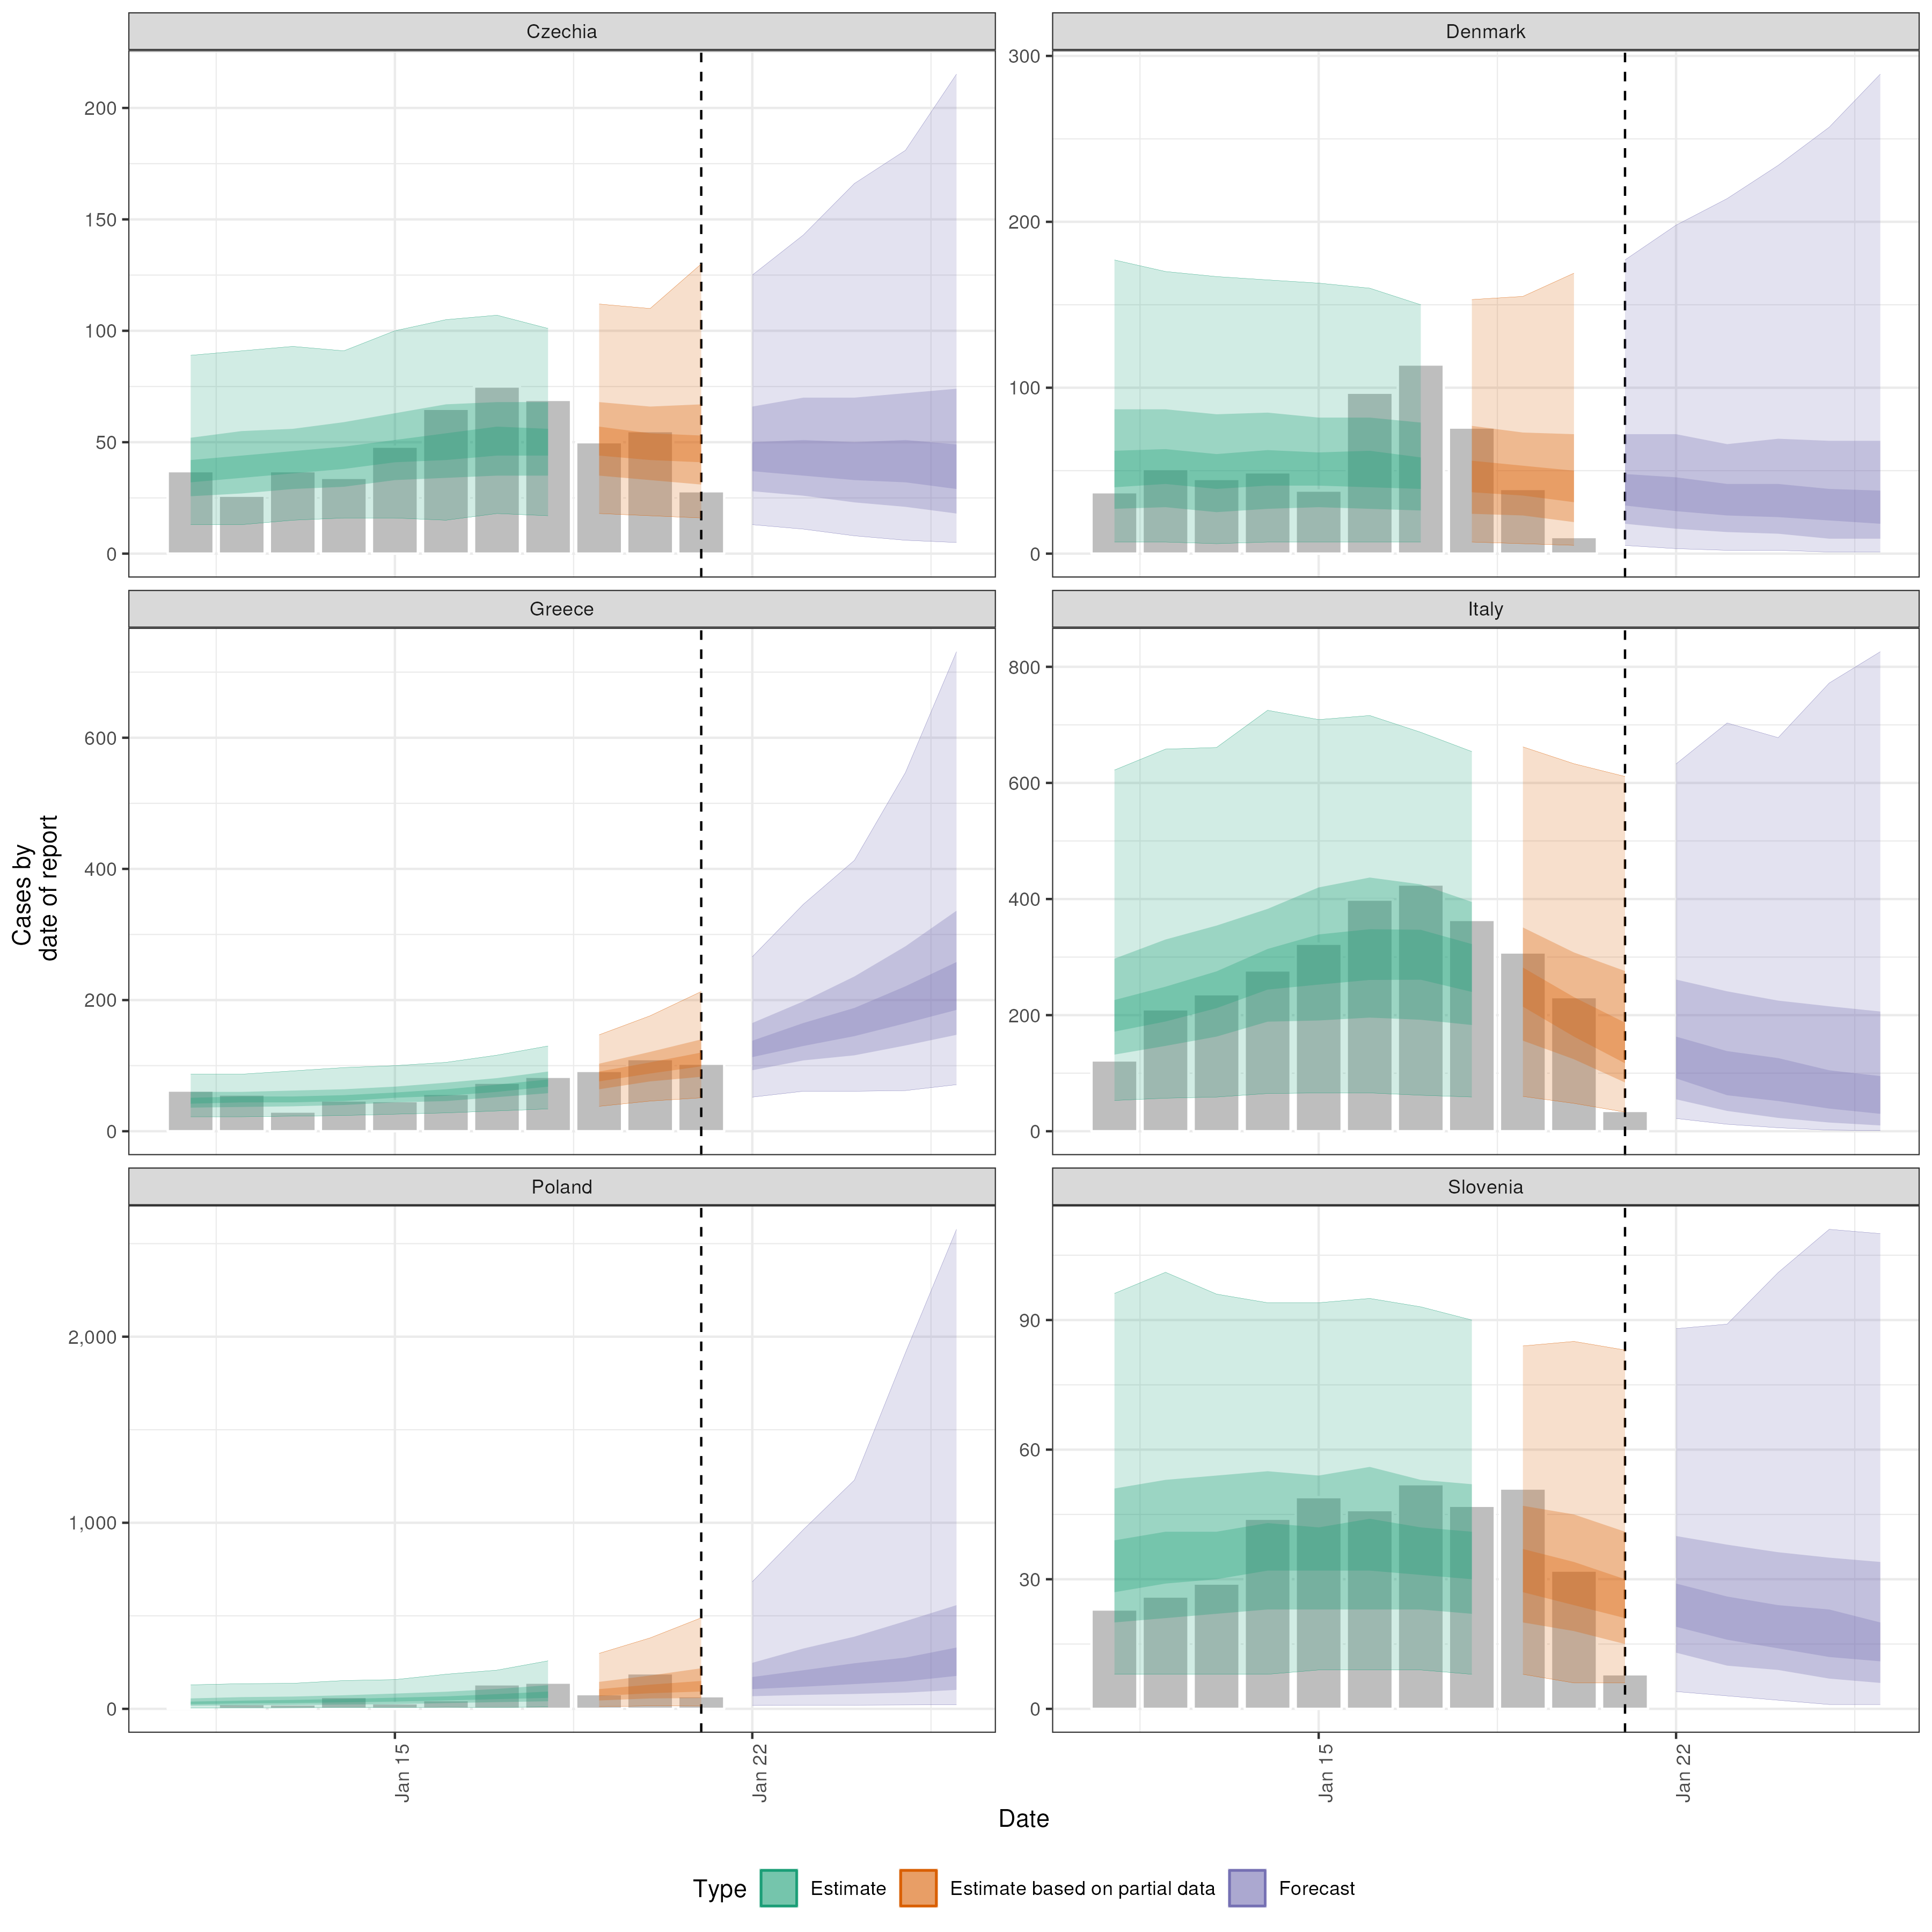 Czechia
Denmark
200
150
100
50
0
300
200
100
0
Greece
Italy
600
400
200
0
800
600
400
200
0
Poland
Slovenia
2,000
1,000
0
90
60
30
0
Cases by
date of report
Jan 15
Jan 22
Jan 15
Jan 22
Date
Type
Estimate
Estimate based on partial data
Forecast